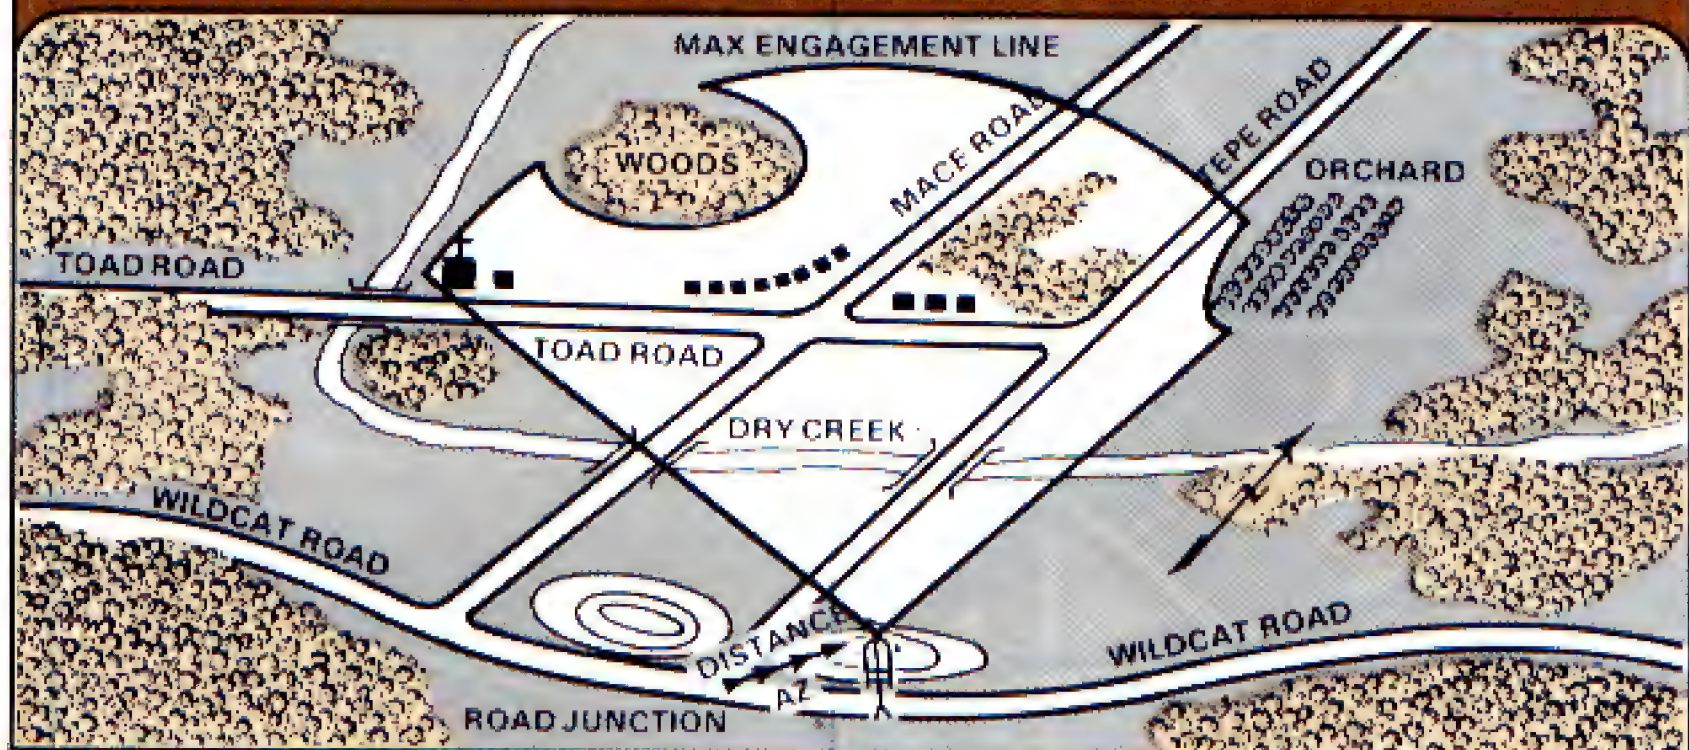 MAX ENGAGEMENT LINE
WOODS
MACE ROAD
TEPE ROAD
ORCHARD
TOAD ROAD
TOAD ROAD
DRY CREEK
WILDCAT ROAD
N
DISTANCE
AZ
WILDCAT ROAD
ROAD JUNCTION